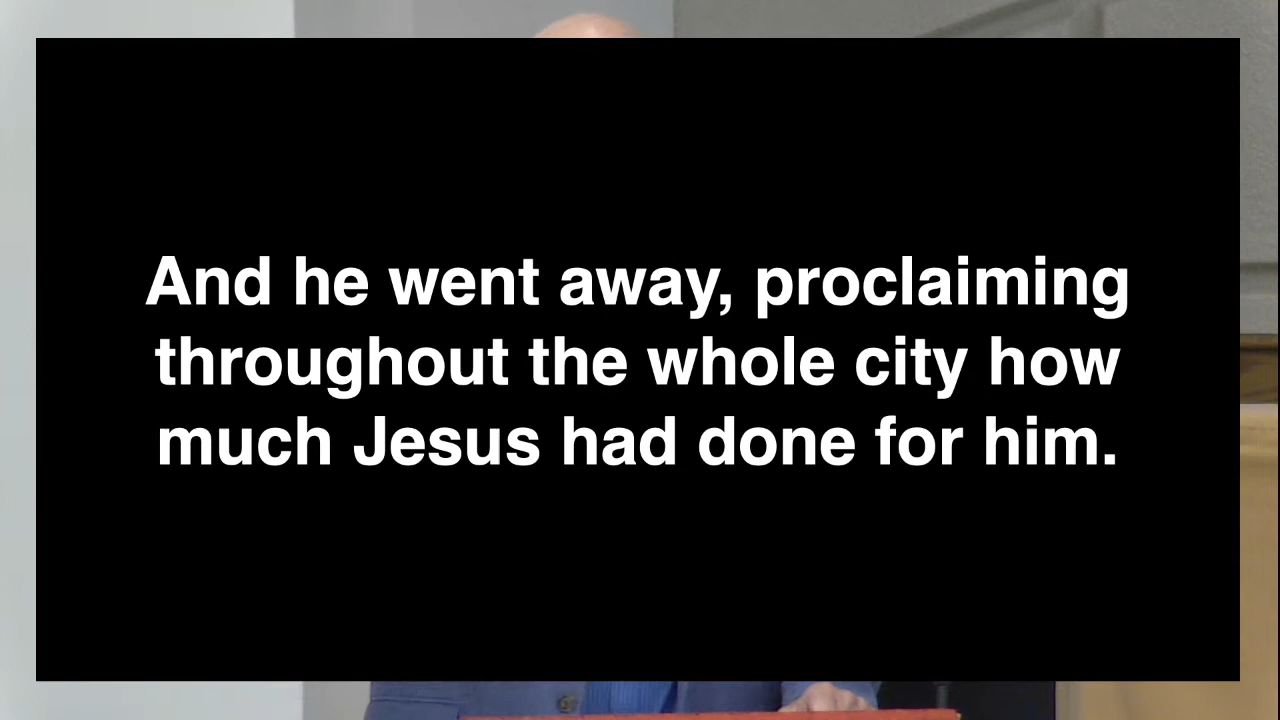 And he went away, proclaiming
throughout the whole city how
much Jesus had done for him.